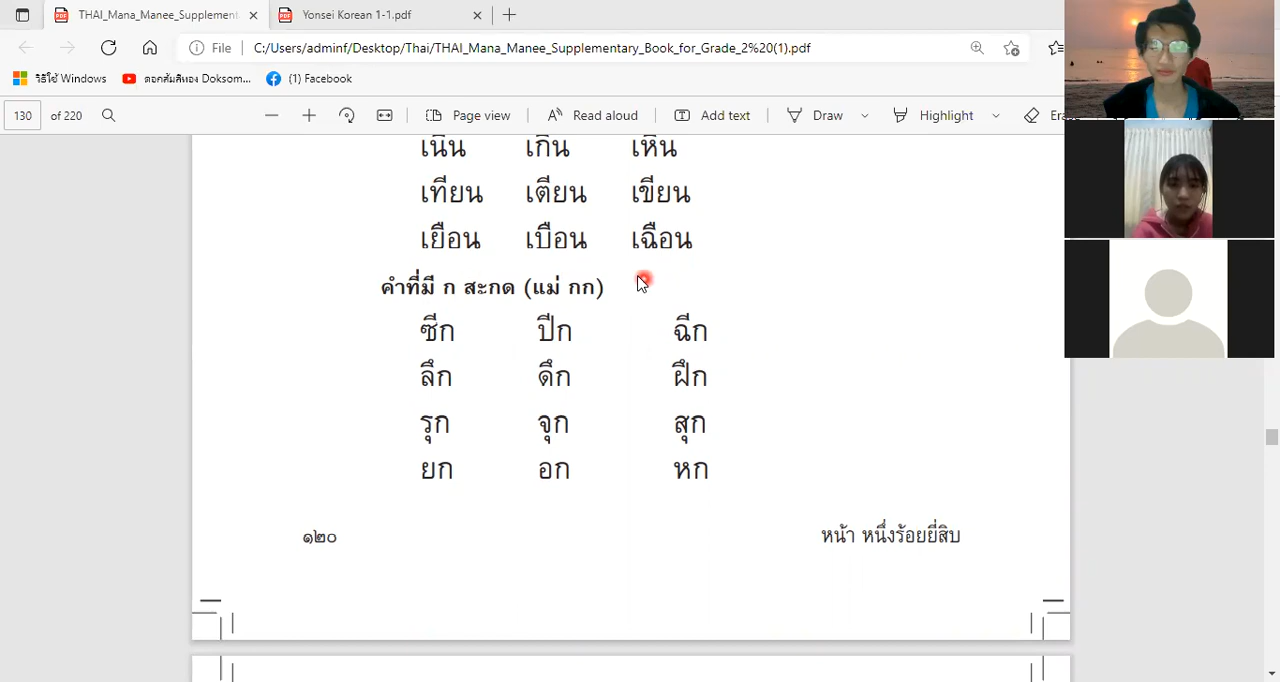 THAI_Mana_Manee_Supplement
Yonsei Korean 1-1.pdf
File
C:/Users/adminf/Desktop/Thai/THAI_Mana_Manee_Supplementary_Book_for_Grade_2%20(1).pdf
วิธีใช้ Windows
ดอกส้มสีทอง Doksom...
(1) Facebook
130 of 220
Page view
Read aloud
Add text
Draw
Highlight
เนิน เกิน เหิน
เทียน เตียน เขียน
เยือน เบือน เฉือน
คำที่มี ก สะกด (แม่ กก)
ซีก ปีก ฉีก
ลึก ดึก ฝึก
รุก จุก สุก
ยก อก หก
๑๒๐
หน้า หนึ่งร้อยยี่สิบ